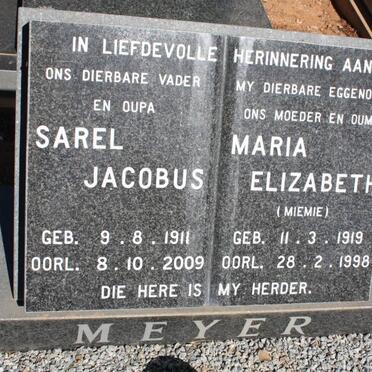 IN LIEFDEVOLLE HERINNERING AAN
ONS DIERBARE VADER
EN OUPA
SAREL
JACOBUS
GEB. 9.8.1911
OORL. 8.10.2009
MY DIERBARE EGGENO
ONS MOEDER EN OUM
MARIA
ELIZABETH
(MIEMIE)
GEB. 11.3.1919
OORL. 28.2.1998
DIE HERE IS MY HERDER.
MEYER